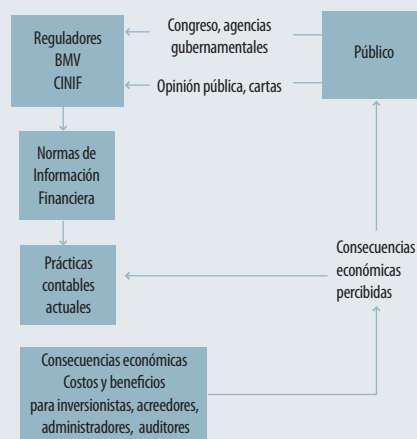 Reguladores
BMV
CINIF
Congreso, agencias
gubernamentales
Opinión pública, cartas
Público
Normas de
Información
Financiera
Prácticas
contables
actuales
Consecuencias
económicas
percibidas
Consecuencias económicas
Costos y beneficios
para inversionistas, acreedores,
administradores, auditores